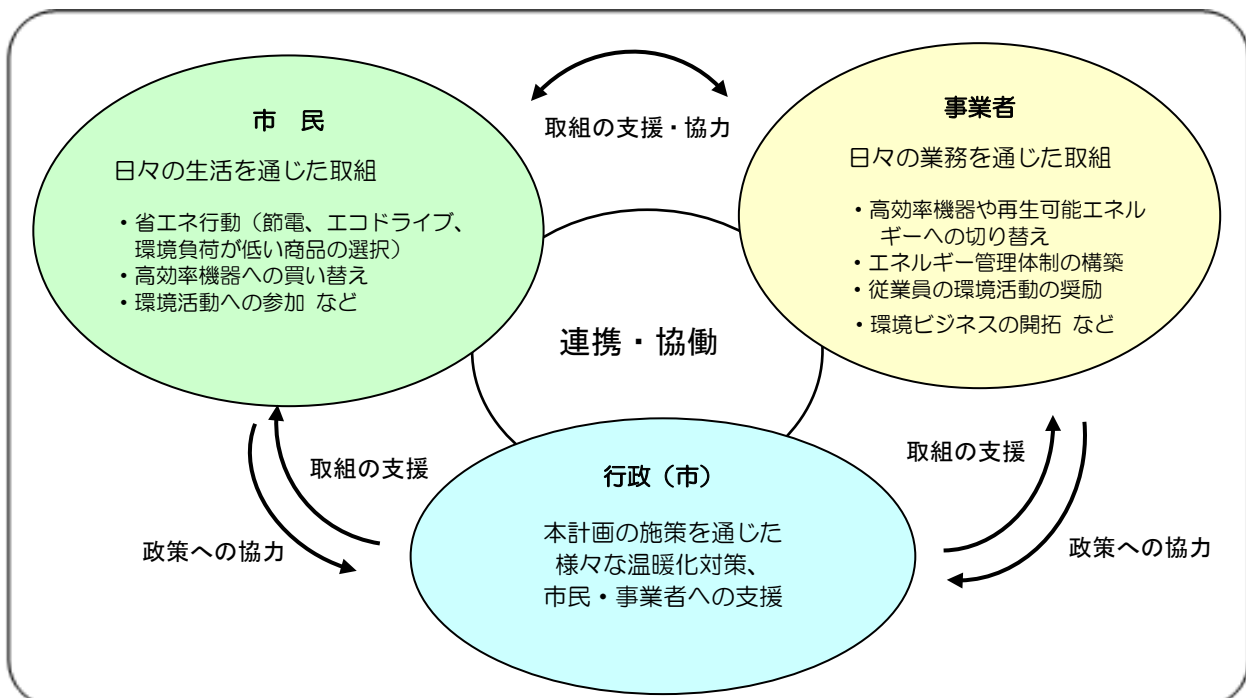 市　民
日々の生活を通じた取組
・省エネ行動（節電、エコドライブ、
環境負荷が低い商品の選択）
・高効率機器への買い替え
・環境活動への参加 など
取組の支援・協力
事業者
日々の業務を通じた取組
・高効率機器や再生可能エネル
ギーへの切り替え
・エネルギー管理体制の構築
・従業員の環境活動の奨励
・環境ビジネスの開拓 など
連携・協働
取組の支援
政策への協力
行政（市）
本計画の施策を通じた
様々な温暖化対策、
市民・事業者への支援
取組の支援
政策への協力